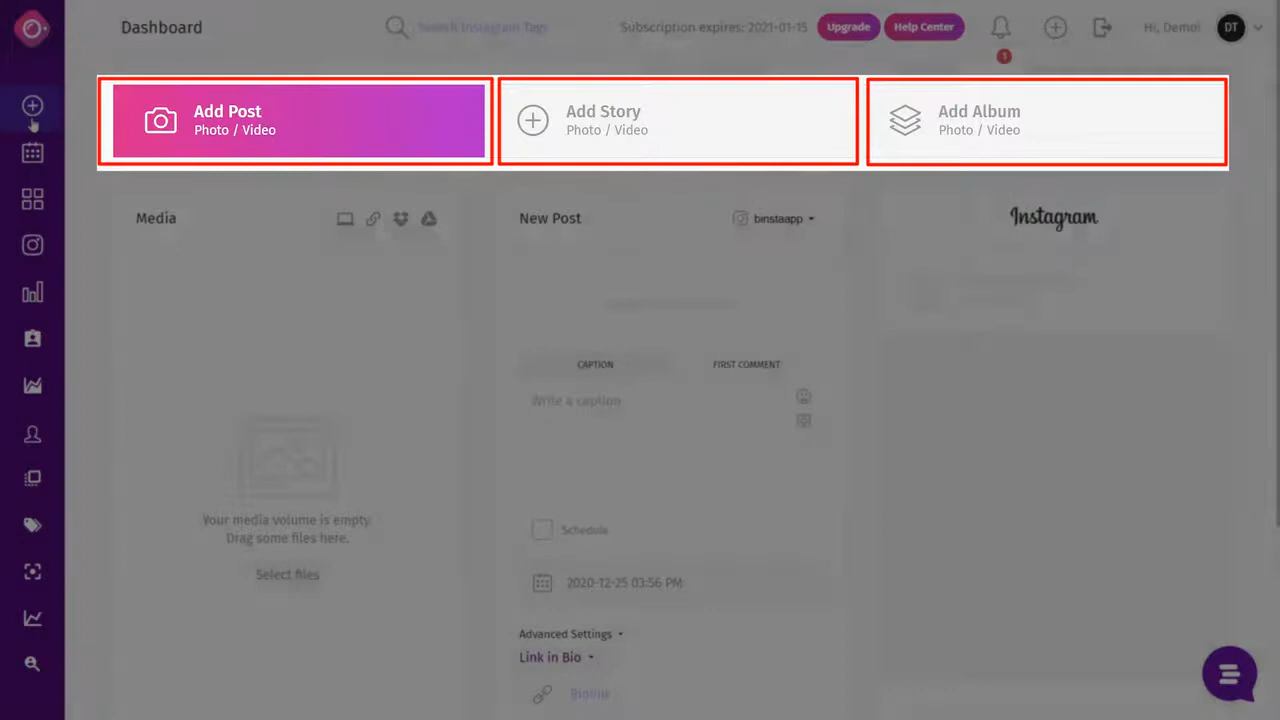 Dashboard
Search Instagram Tags
Subscription expires: 2021-01-15
Upgrade
Help Center
1
Hi, Demo!
DT
Add Post
Photo / Video
Add Story
Photo / Video
Add Album
Photo / Video
Media
New Post
binstaapp
Instagram
CAPTION
FIRST COMMENT
Write a caption
Your media volume is empty.
Drag some files here.
Select files
Schedule
2020-12-25 03:56 PM
Advanced Settings
Link in Bio